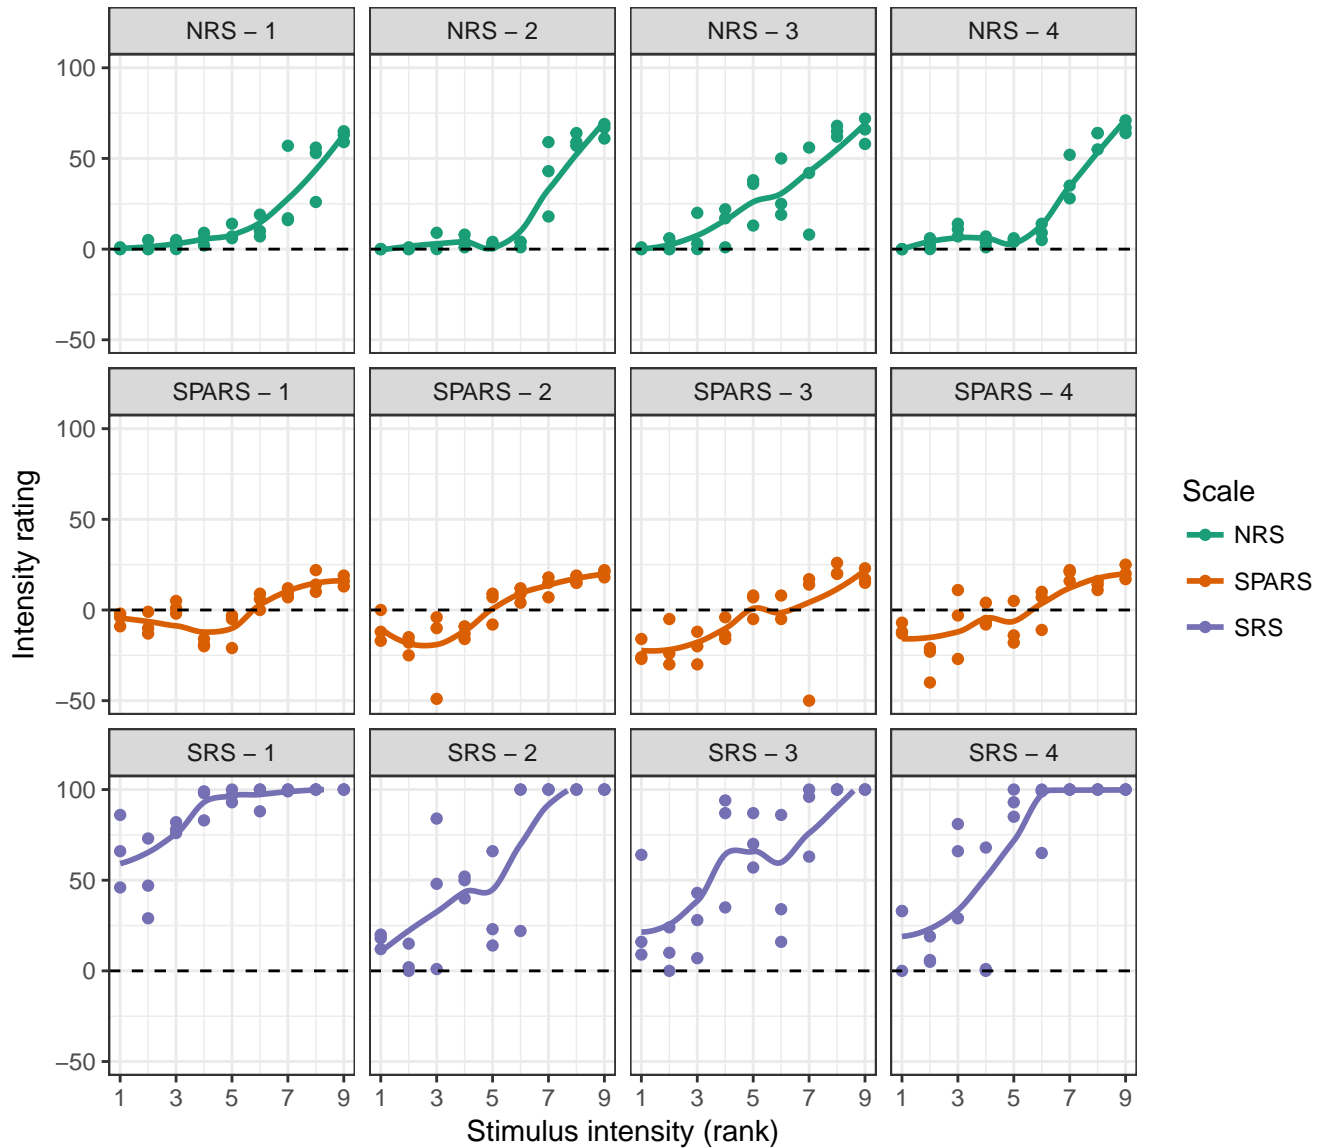 NRS − 1
NRS − 2
NRS − 3
NRS − 4
100
50
0
−50
SPARS − 1
SPARS − 2
SPARS − 3
SPARS − 4
100
50
0
−50
SRS − 1
SRS − 2
SRS − 3
SRS − 4
100
50
0
−50
1 3 5 7 9
1 3 5 7 9
1 3 5 7 9
1 3 5 7 9
Stimulus intensity (rank)
Intensity rating
Scale
NRS
SPARS
SRS